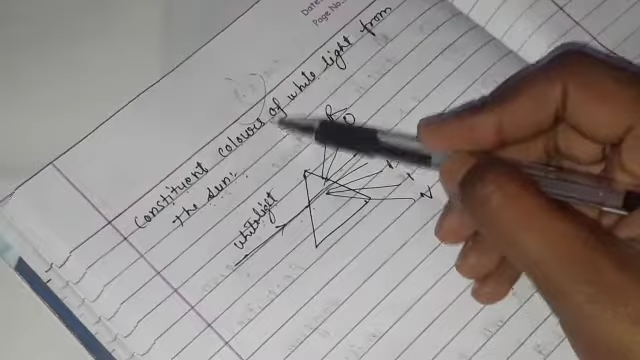 Date
Page No.
Constituent colours of white light from
the sun:
White light
R
O
I
V